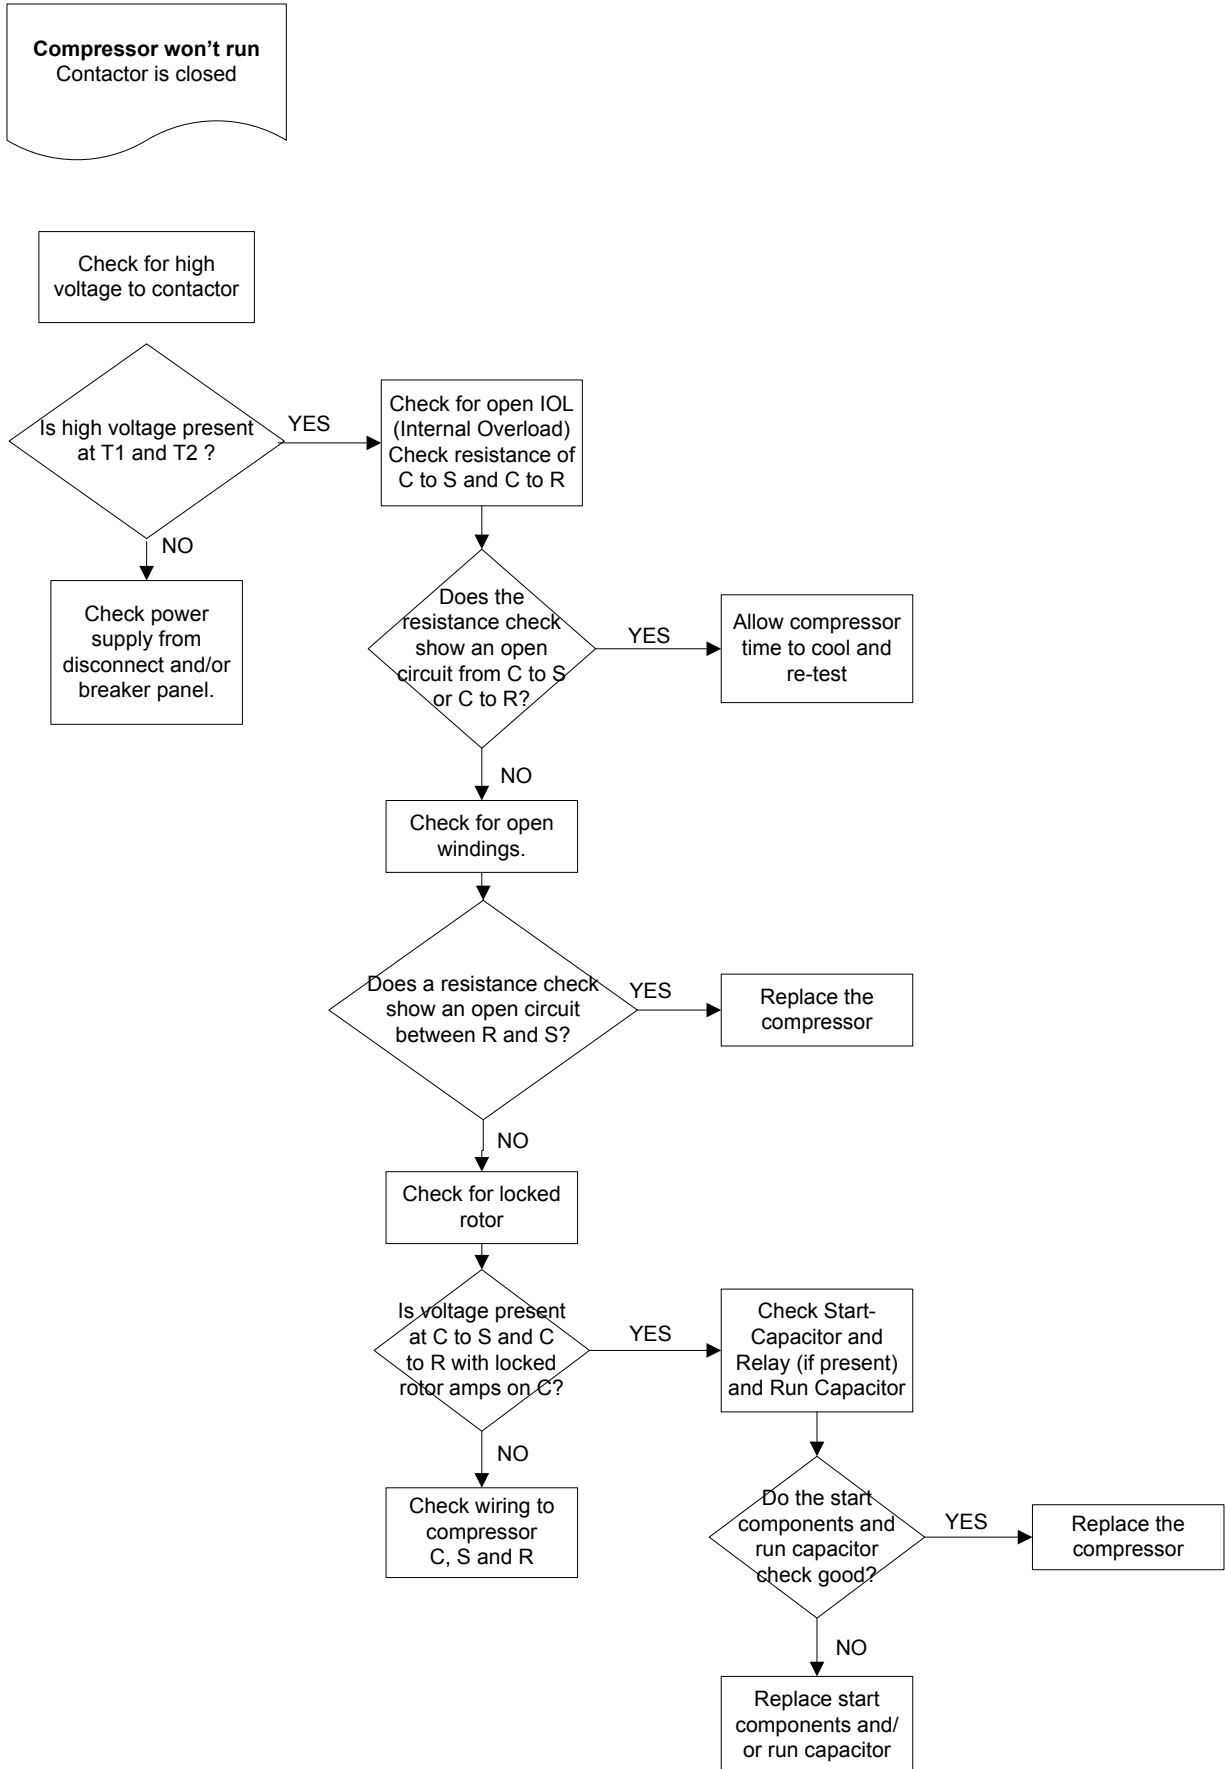 Compressor won't run
Contactor is closed
Check for high
voltage to contactor
Is high voltage present
at T1 and T2 ?
YES
Check for open IOL
(Internal Overload)
Check resistance of
C to S and C to R
NO
Check power
supply from
disconnect and/or
breaker panel.
Does the
resistance check
show an open
circuit from C to S
or C to R?
YES
Allow compressor
time to cool and
re-test
NO
Check for open
windings.
Does a resistance check
show an open circuit
between R and S?
YES
Replace the
compressor
NO
Check for locked
rotor
Is voltage present
at C to S and C
to R with locked
rotor amps on C?
YES
Check Start-
Capacitor and
Relay (if present)
and Run Capacitor
NO
Check wiring to
compressor
C, S and R
Do the start
components and
run capacitor
check good?
YES
Replace the
compressor
NO
Replace start
components and/
or run capacitor